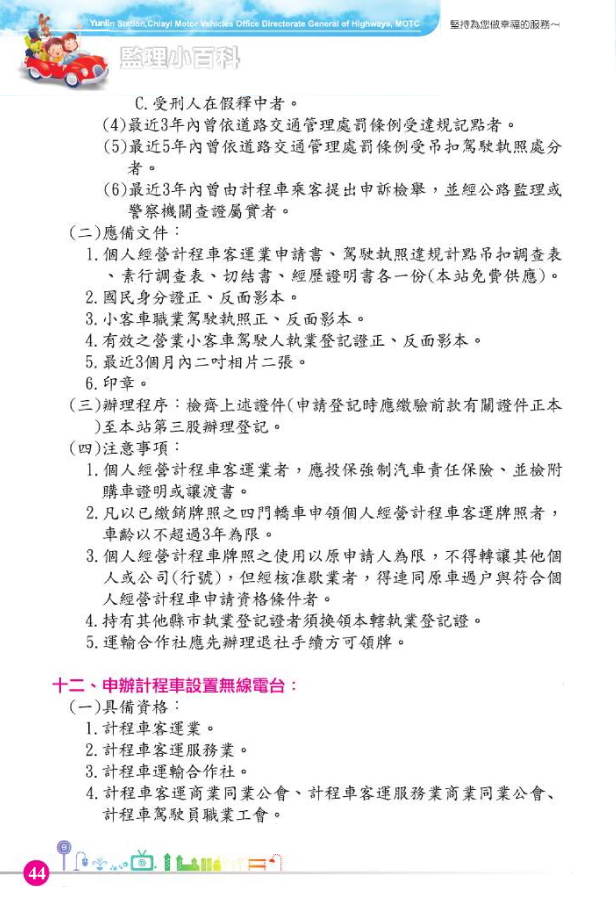 Yunlin Station,Chiayi Motor Vehicles Office Directorate General of Highways, MOTC
堅持為您做幸福的服務～
監理小百科
C.受刑人在假釋中者。
(4)最近3年內曾依道路交通管理處罰條例受違規記點者。
(5)最近5年內曾依道路交通管理處罰條例受吊扣駕駛執照處分
者。
(6)最近3年內曾由計程車乘客提出申訴檢舉，並經公路監理或
警察機關查證屬實者。
(二)應備文件：
1.個人經營計程車客運業申請書、駕駛執照違規計點吊扣調查表
、素行調查表、切結書、經歷證明書各一份(本站免費供應)。
2.國民身分證正、反面影本。
3.小客車職業駕駛執照正、反面影本。
4.有效之營業小客車駕駛人執業登記證正、反面影本。
5.最近3個月內二吋相片二張。
6.印章。
(三)辦理程序：檢齊上述證件(申請登記時應繳驗前款有關證件正本
)至本站第三股辦理登記。
(四)注意事項：
1.個人經營計程車客運業者，應投保強制汽車責任保險、並檢附
購車證明或讓渡書。
2.凡以已繳銷牌照之四門轎車申領個人經營計程車客運牌照者，
車齡以不超過3年為限。
3.個人經營計程車牌照之使用以原申請人為限，不得轉讓其他個
人或公司(行號)，但經核准歇業者，得連同原車過户與符合個
人經營計程車申請資格條件者。
4.持有其他縣市執業登記證者須換領本轄執業登記證。
5.運輸合作社應先辦理退社手續方可領牌。
十二、申辦計程車設置無線電台：
(一)具備資格：
1.計程車客運業。
2.計程車客運服務業。
3.計程車運輸合作社。
4.計程車客運商業同業公會、計程車客運服務業商業同業公會、
計程車駕駛員職業工會。
44